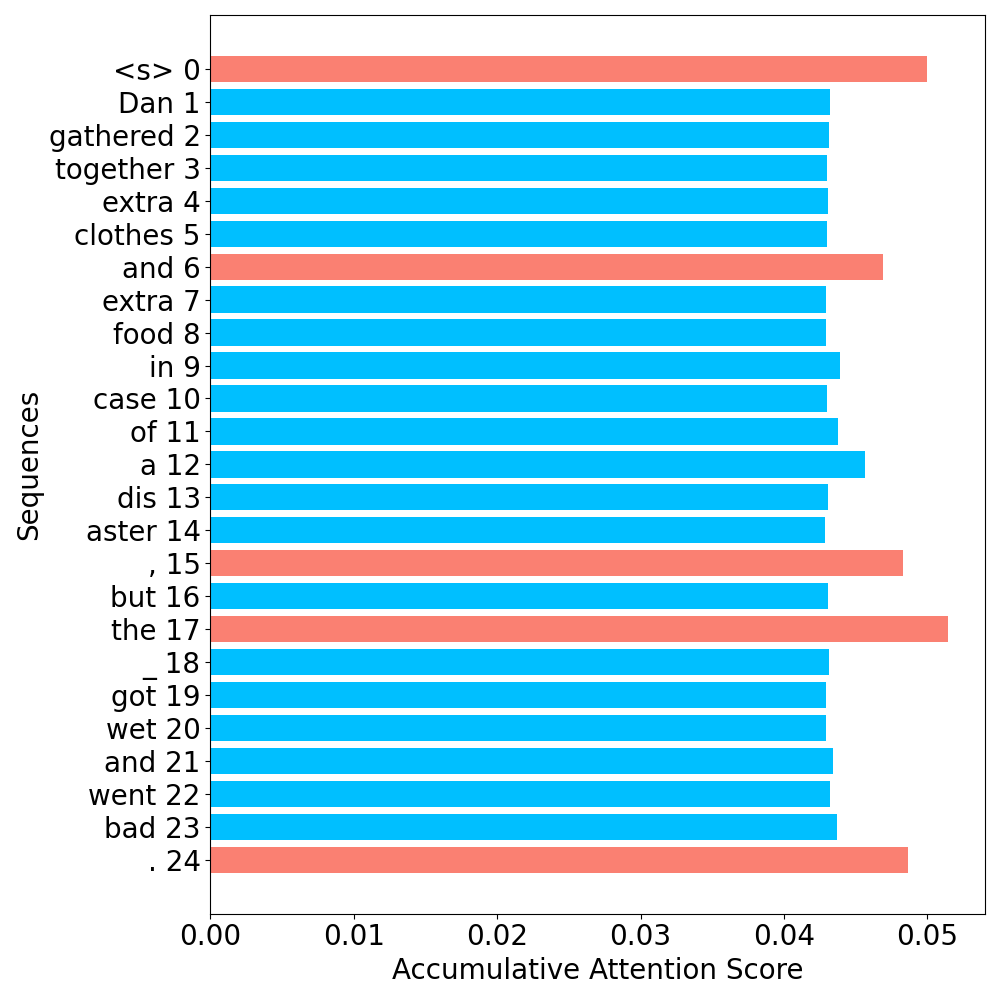 <s> 0
Dan 1
gathered 2
together 3
extra 4
clothes 5
and 6
extra 7
food 8
in 9
case 10
of 11
a 12
dis 13
aster 14
, 15
but 16
the 17
_ 18
got 19
wet 20
and 21
went 22
bad 23
. 24
Sequences
0.00 0.01 0.02 0.03 0.04 0.05
Accumulative Attention Score